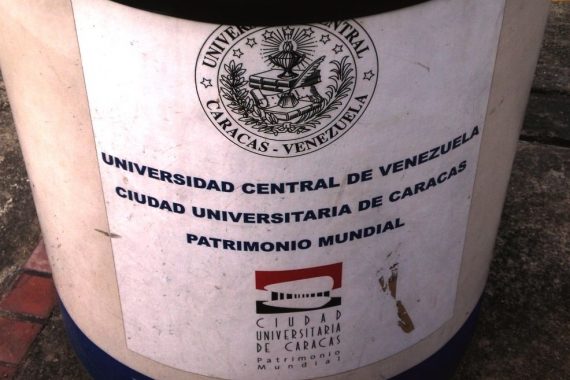 UNIVERSIDAD CENTRAL
CARACAS - VENEZUELA
UNIVERSIDAD CENTRAL DE VENEZUELA
CIUDAD UNIVERSITARIA DE CARACAS
PATRIMONIO MUNDIAL
CIUDAD
UNIVERSITARIA
DE CARACAS
Patrimonio
Mundial